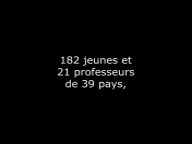 182 jeunes et
21 professeurs
de 39 pays,